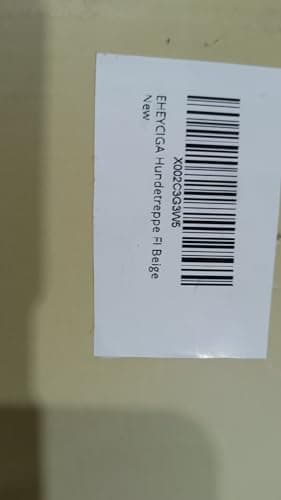 X002C3G3W5
EHEYCIGA Hundetreppe Fl Beige
New